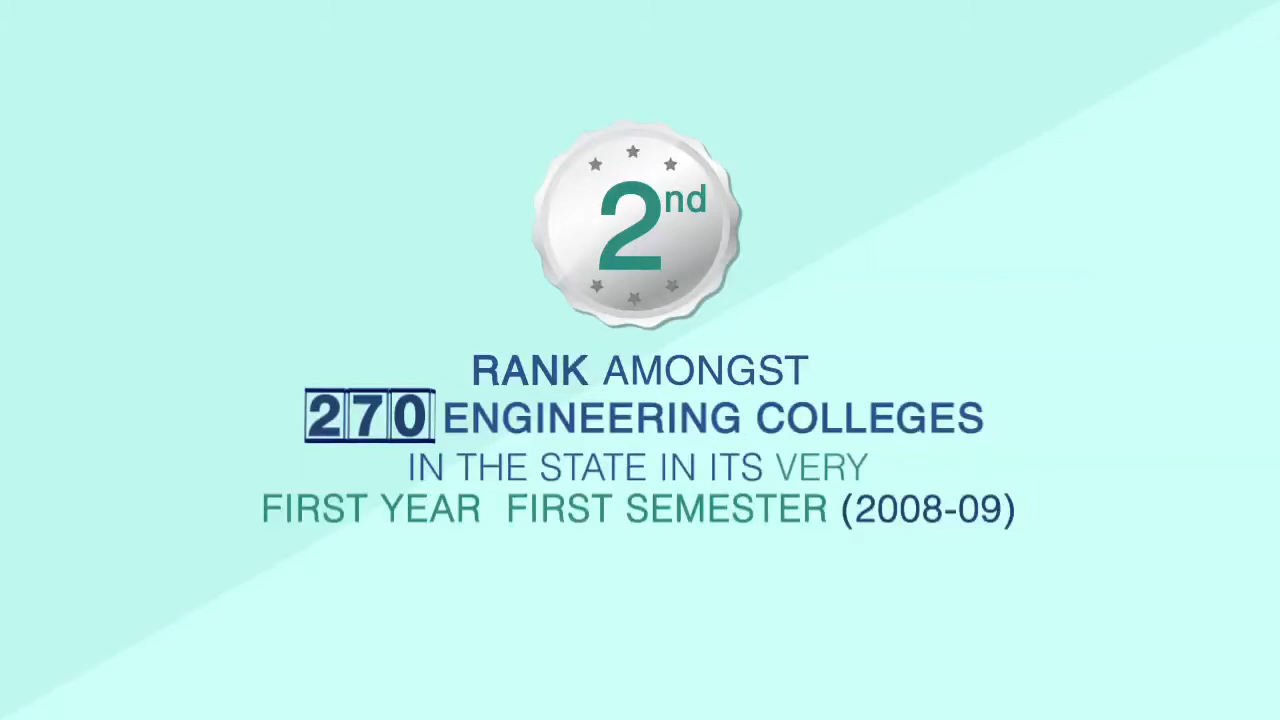 2nd
RANK AMONGST
270 ENGINEERING COLLEGES
IN THE STATE IN ITS VERY
FIRST YEAR FIRST SEMESTER (2008-09)